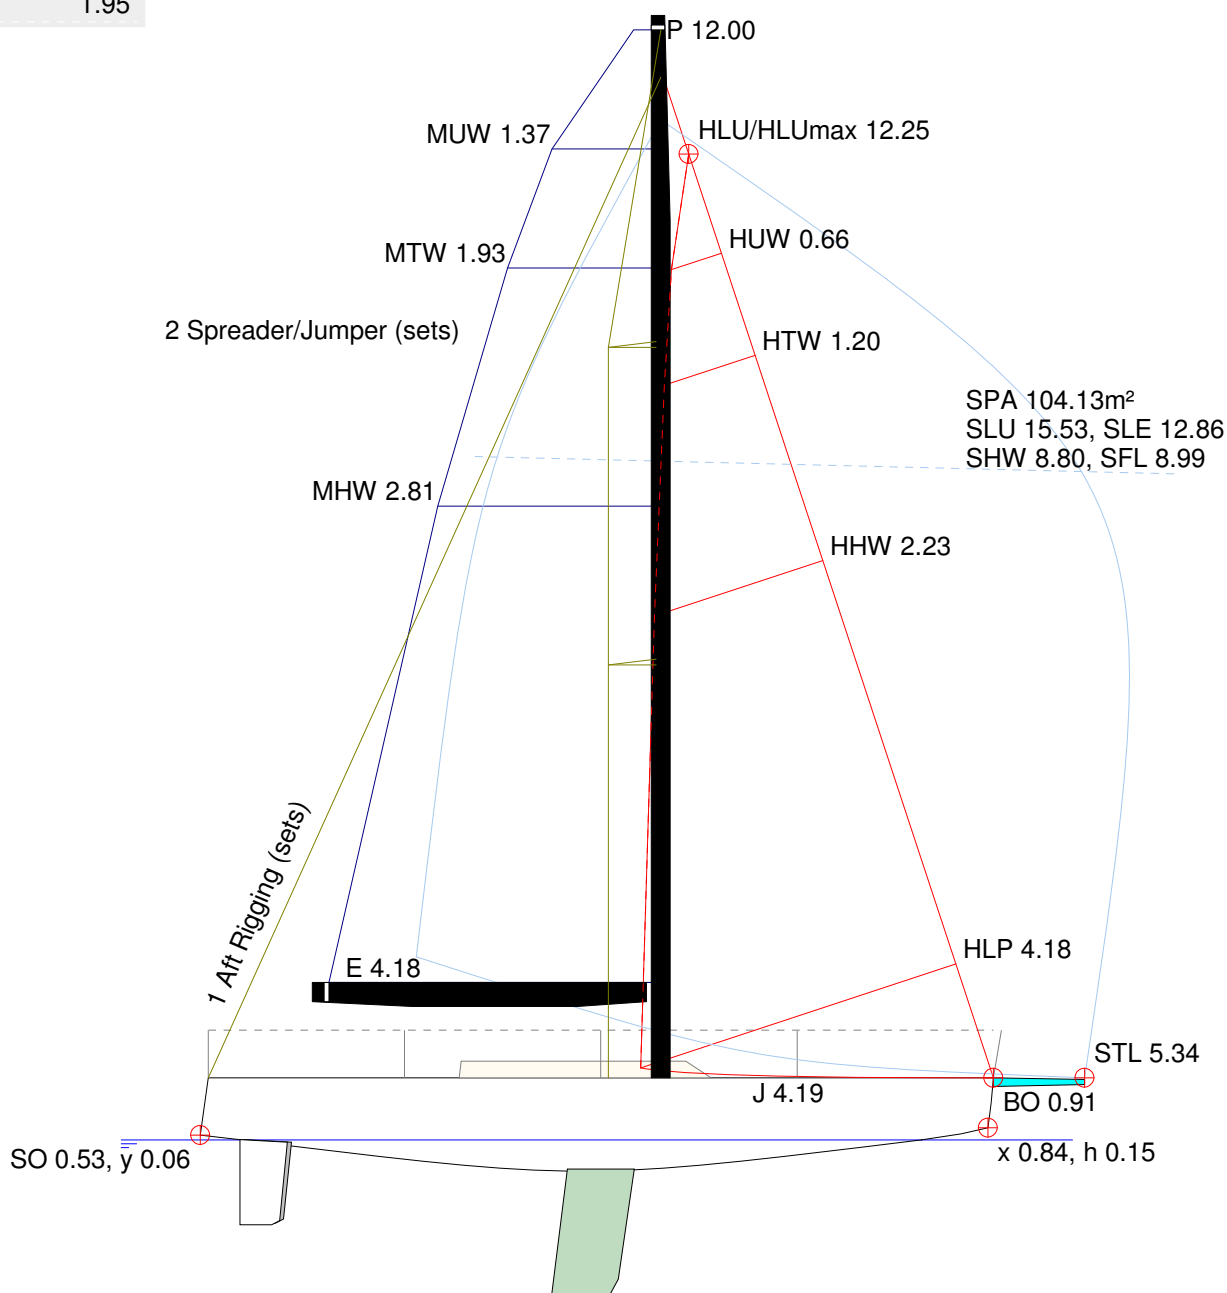 1.95
P 12.00
MUW 1.37
HLU/HLUmax 12.25
HUW 0.66
MTW 1.93
2 Spreader/Jumper (sets)
HTW 1.20
SPA 104.13m²
SLU 15.53, SLE 12.86
SHW 8.80, SFL 8.99
MHW 2.81
HHW 2.23
1 Aft Rigging (sets)
HLP 4.18
E 4.18
STL 5.34
J 4.19
BO 0.91
SO 0.53, y 0.06
x 0.84, h 0.15